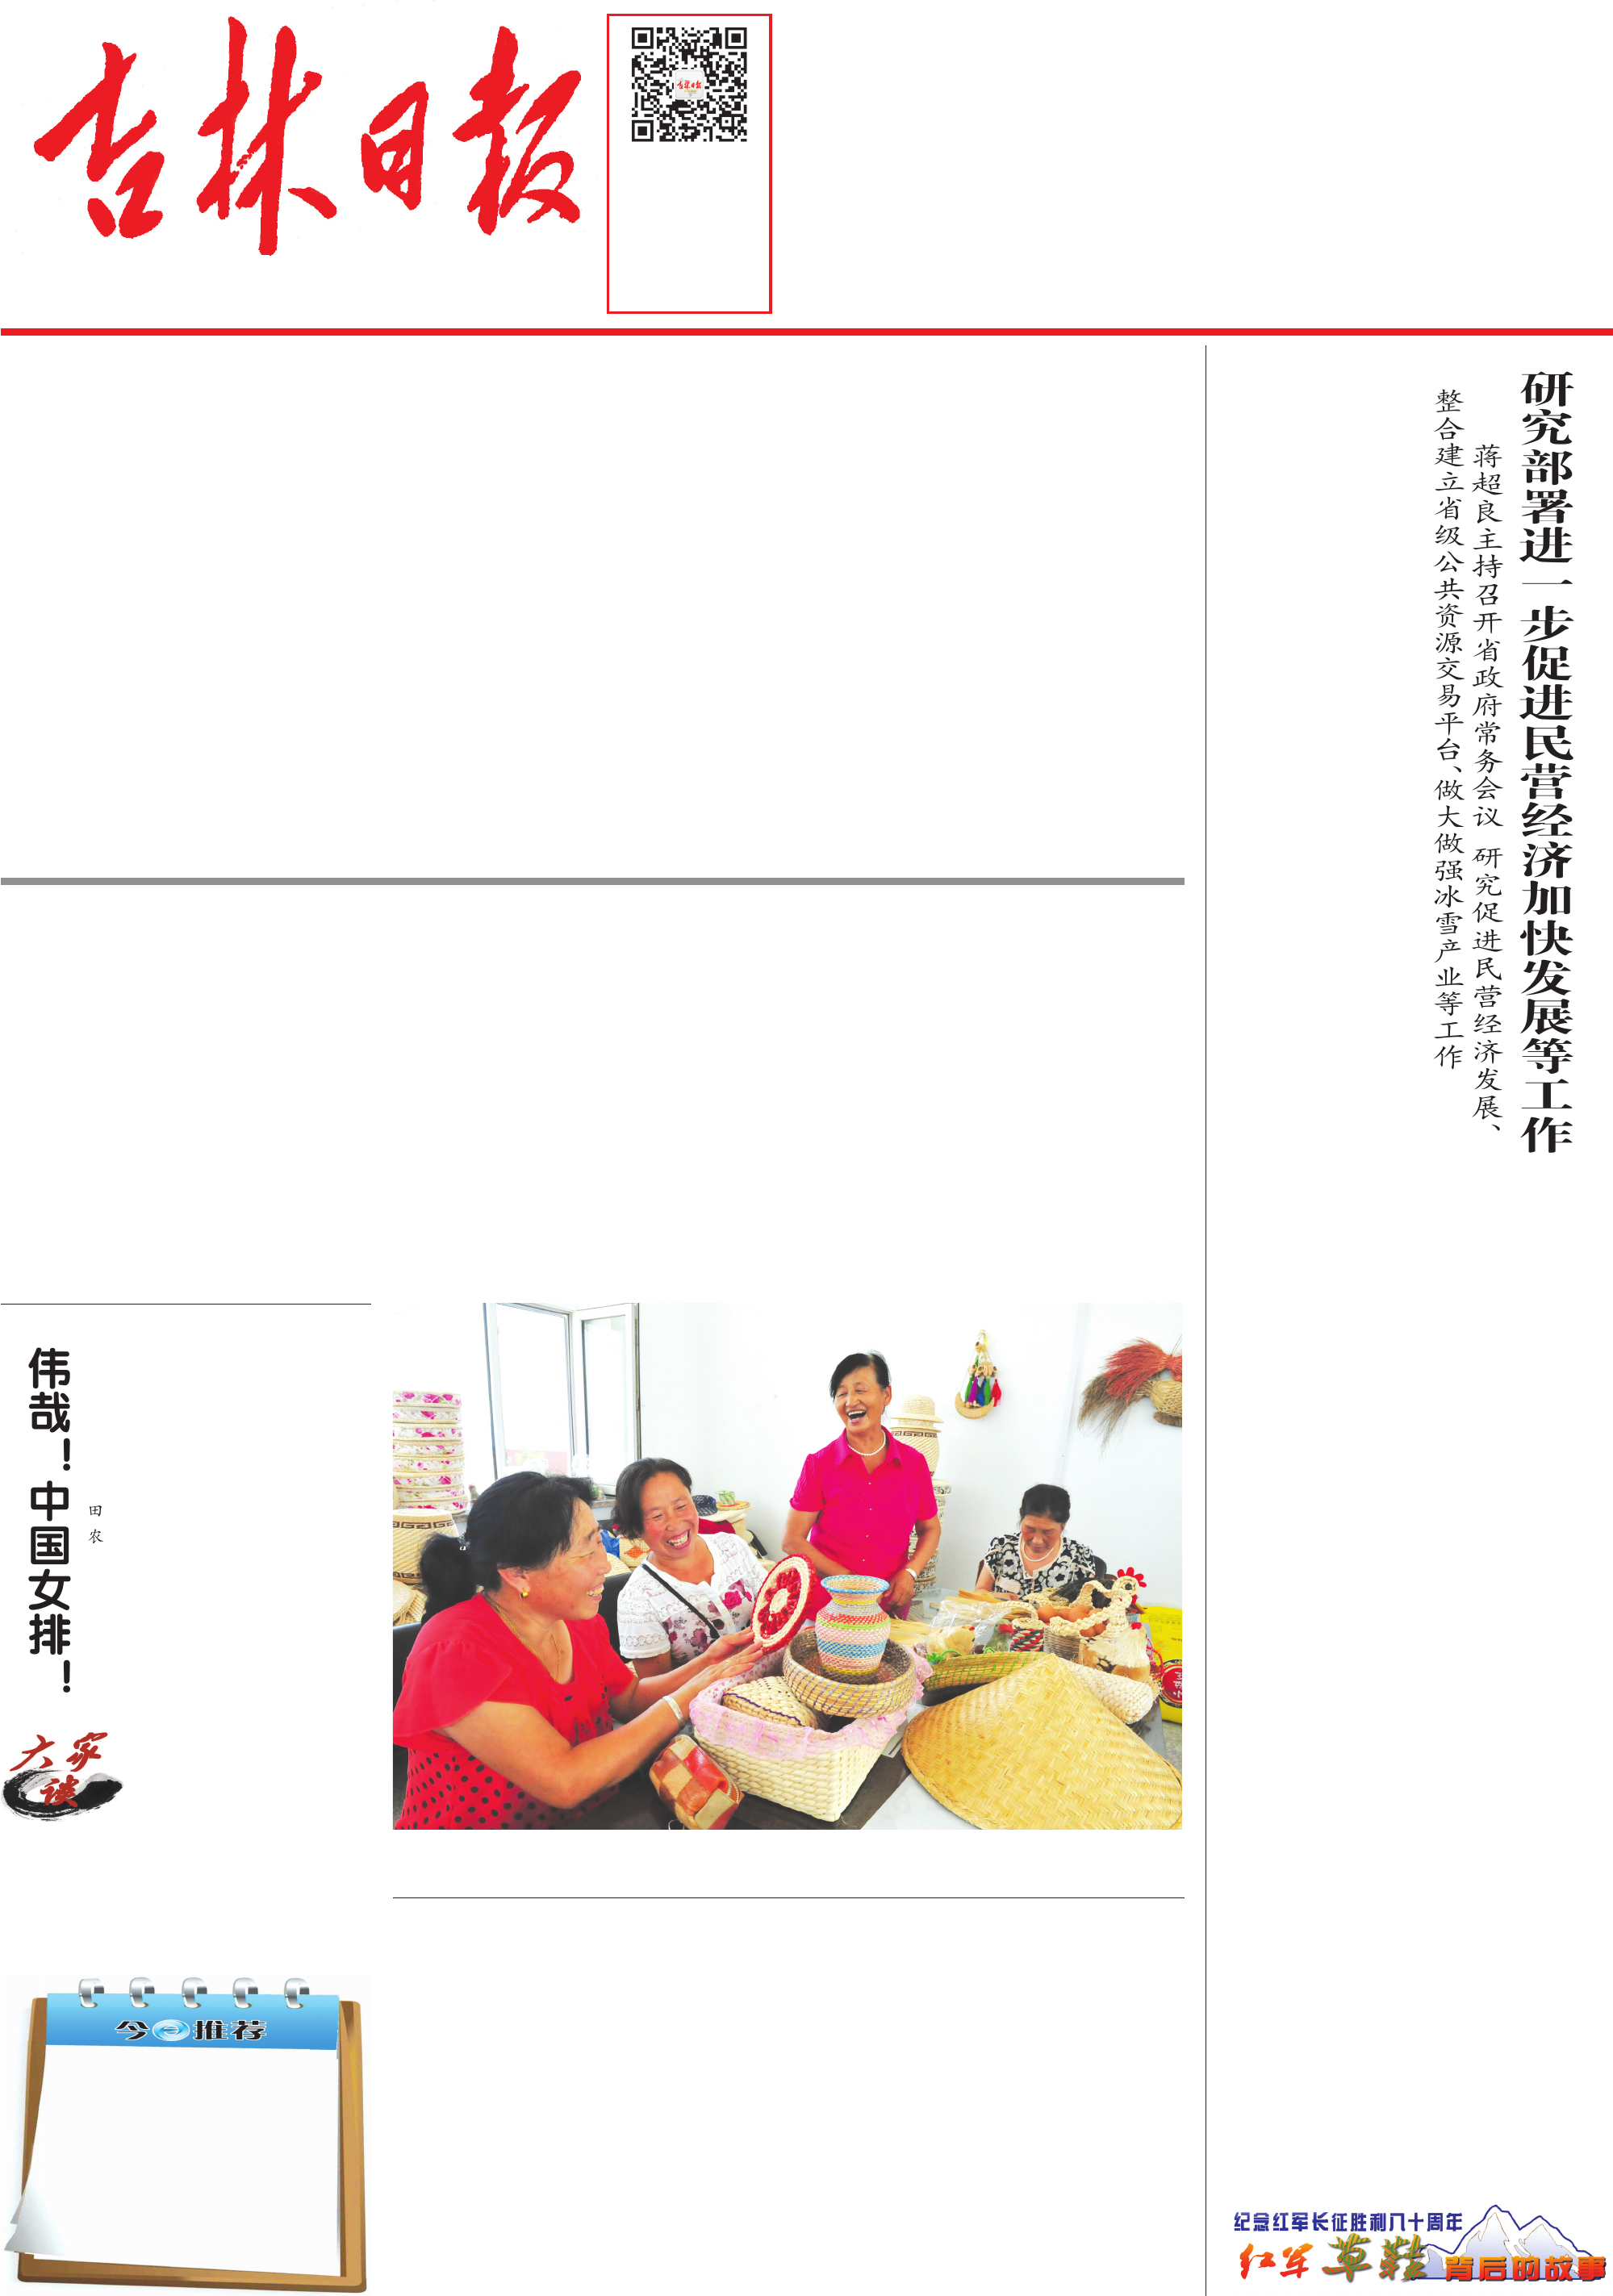 吉林日报
吉林日报
研究部署进一步促进民营经济加快发展等工作
蒋超良主持召开省政府常务会议 研究促进民营经济发展、
整合建立省级公共资源交易平台、做大做强冰雪产业等工作
伟哉！中国女排！
田农
大家谈
今日推荐
纪念红军长征胜利八十周年
红军草鞋背后的故事